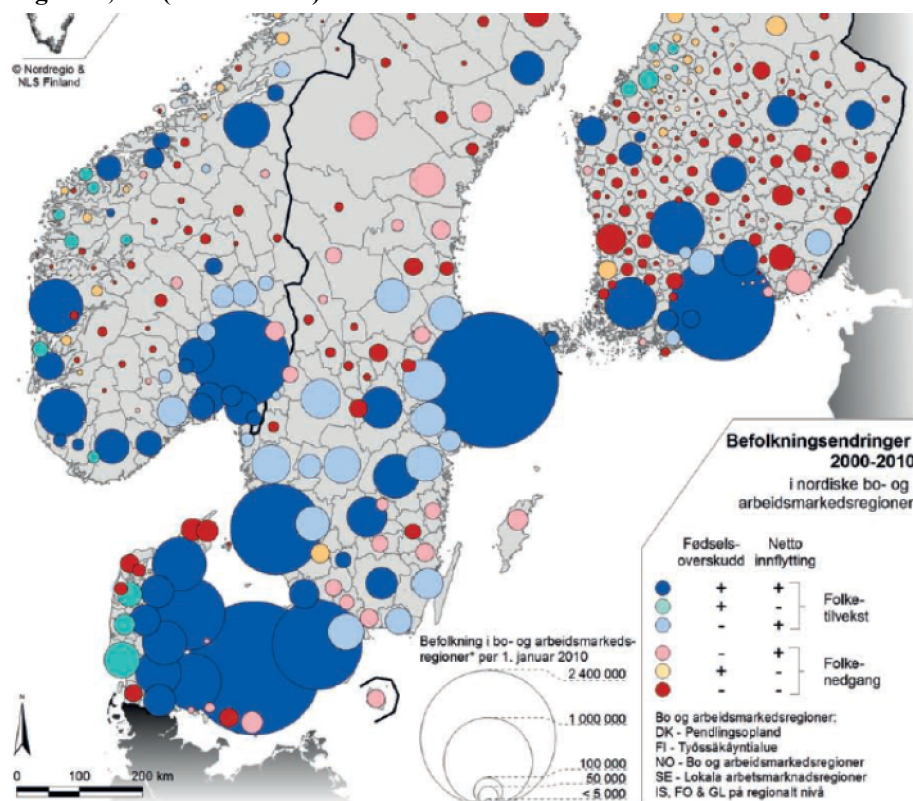 © Nordregio &
NLS Finland
Befolkningsendringer
2000-2010
i nordiske bo- og
arbeidsmarkedsregioner
Fødsels-
overskudd
Netto
innflytting
+ +
+ -
- +
Folke-
tilvekst
- +
+ -
- -
Folke-
nedgang
Befolkning i bo- og arbeidsmarkeds-
regioner* per 1. januar 2010
2 400 000
1 000 000
100 000
50 000
< 5 000
Bo og arbeidsmarkedsregioner:
DK - Pendlingsopland
FI - Työssäkäyntialue
NO - Bo og arbeidsmarkedsregioner
SE - Lokala arbetsmarknadsregioner
IS, FO & GL på regionalt nivå
N
0 100 200 km